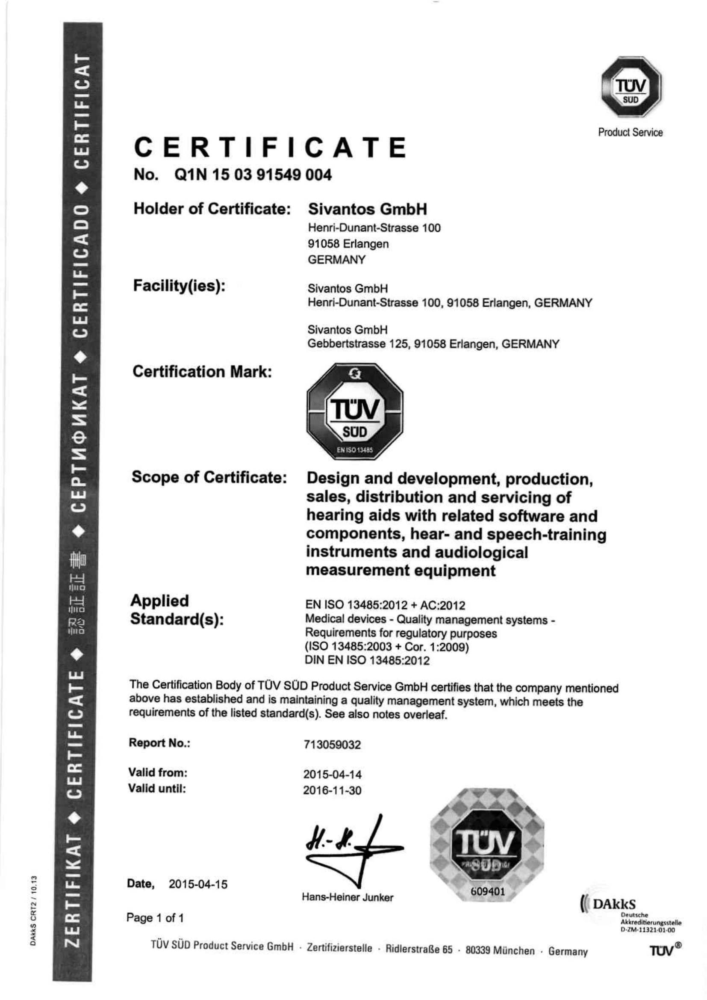 ZERTIFIKAT ◆ CERTIFICATE ◆ 認証証書 ◆ СЕРТИФИКАТ ◆ CERTIFICADO ◆ CERTIFICAT
TÜV
SÜD
Product Service
CERTIFICATE
No. Q1N 15 03 91549 004
Holder of Certificate: Sivantos GmbH
Henri-Dunant-Strasse 100
91058 Erlangen
GERMANY
Facility(ies): Sivantos GmbH
Henri-Dunant-Strasse 100, 91058 Erlangen, GERMANY
Sivantos GmbH
Gebbertstrasse 125, 91058 Erlangen, GERMANY
Certification Mark:
TÜV
SÜD
EN ISO 13485
Scope of Certificate: Design and development, production,
sales, distribution and servicing of
hearing aids with related software and
components, hear- and speech-training
instruments and audiological
measurement equipment
Applied
Standard(s):
EN ISO 13485:2012 + AC:2012
Medical devices - Quality management systems -
Requirements for regulatory purposes
(ISO 13485:2003 + Cor. 1:2009)
DIN EN ISO 13485:2012
The Certification Body of TÜV SÜD Product Service GmbH certifies that the company mentioned
above has established and is maintaining a quality management system, which meets the
requirements of the listed standard(s). See also notes overleaf.
Report No.: 713059032
Valid from: 2015-04-14
Valid until: 2016-11-30
H.-H.
TÜV
SÜD
609401
Date, 2015-04-15
Hans-Heiner Junker
Page 1 of 1
DAkkS
Deutsche
Akkreditierungsstelle
D-ZM-11321-01-00
TÜV SÜD Product Service GmbH · Zertifizierstelle · Ridlerstraße 65 · 80339 München · Germany
TÜV®
DAkkS CRT2 / 10.13